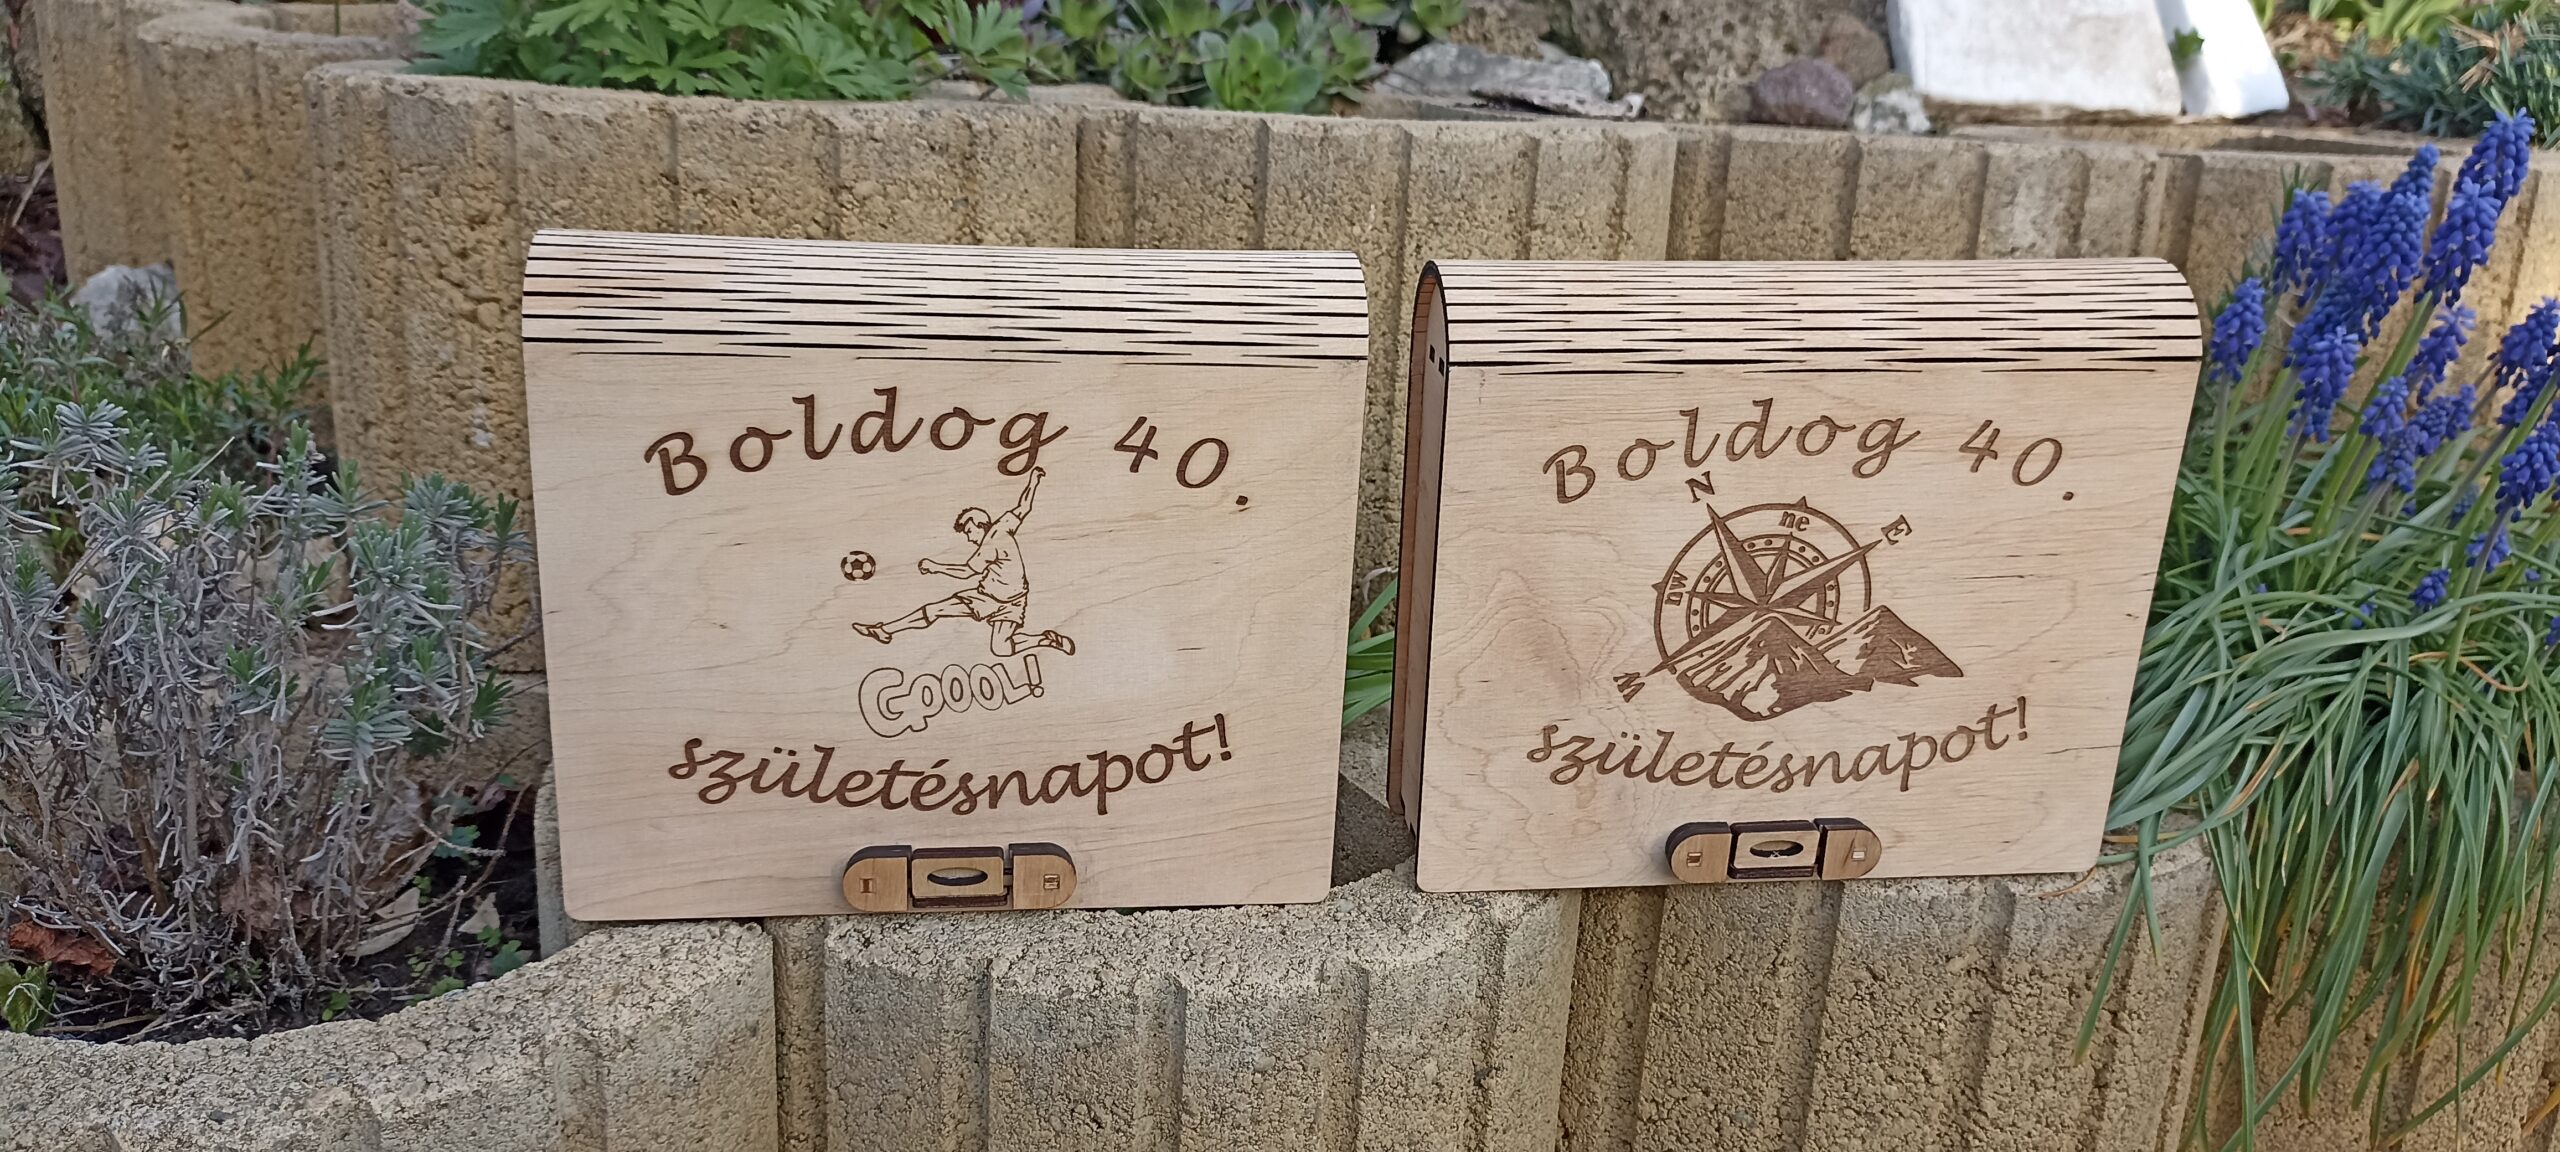 Boldog 40.
GOOOL!
születésnapot!
Boldog 40.
N
ne
E
nw
W
születésnapot!